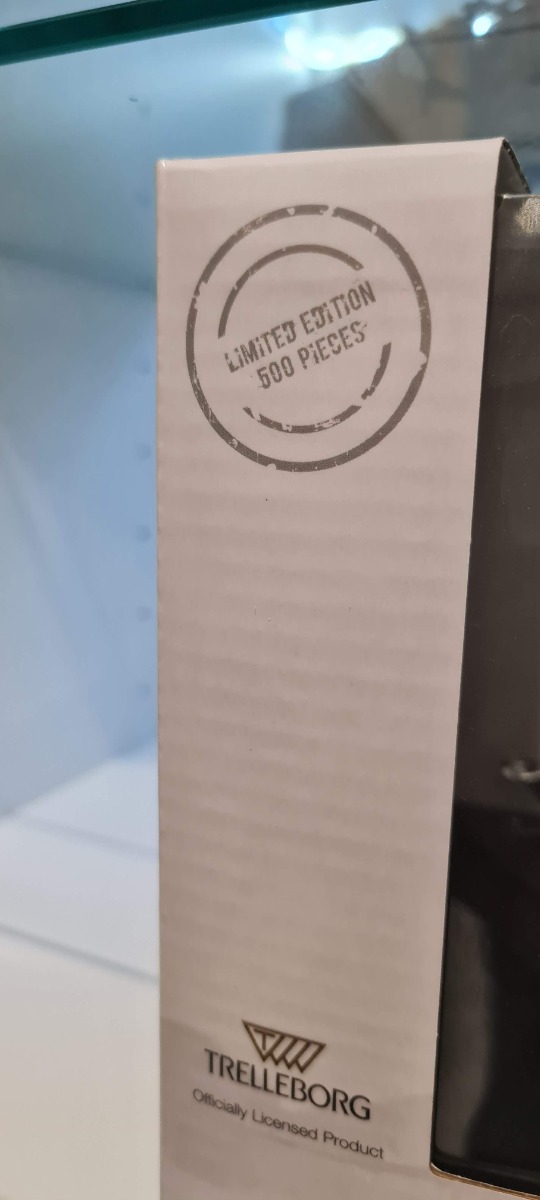 LIMITED EDITION
500 PIECES
TRELLEBORG
Officially Licensed Product